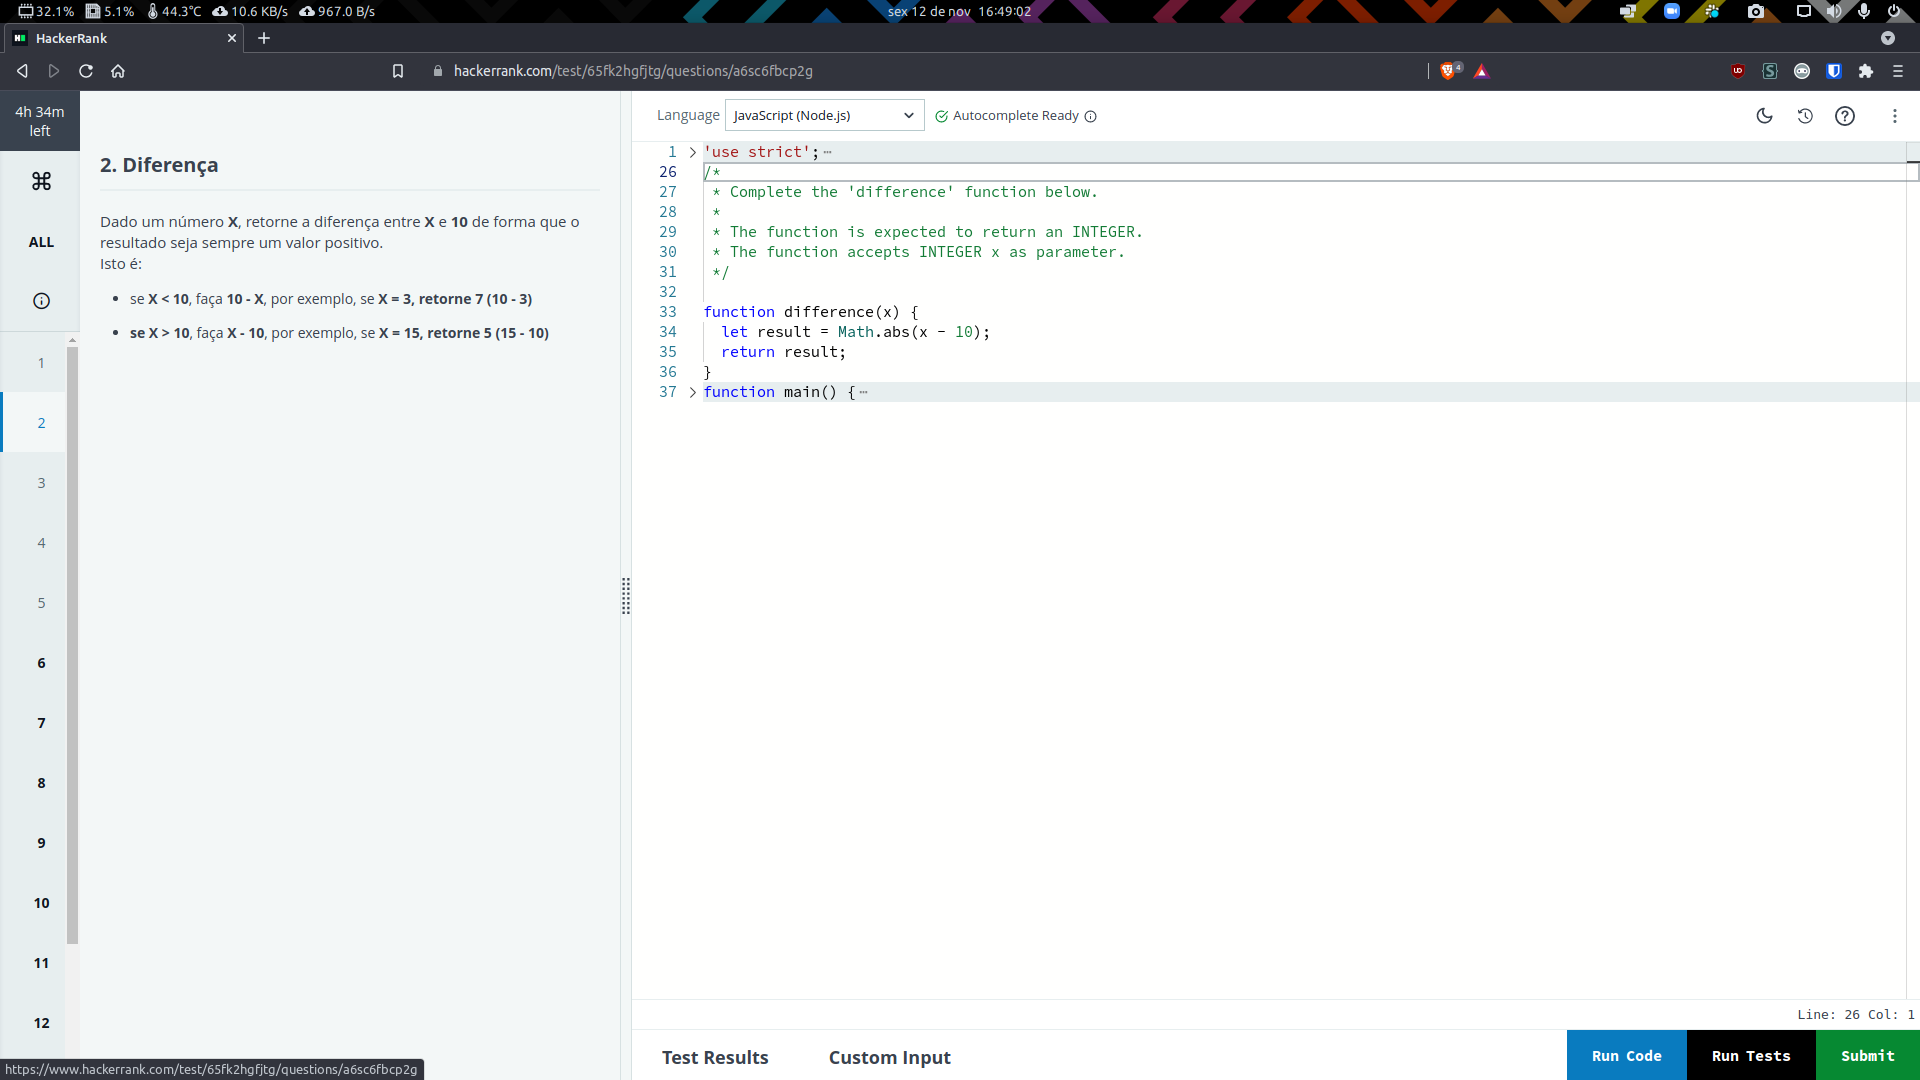 32.1% 5.1% 44.3°C 10.6 KB/s 967.0 B/s sex 12 de nov 16:49:02
HackerRank
hackerrank.com/test/65fk2hgfjtg/questions/a6sc6fbcp2g
4
4h 34m
left
ALL
1
2
3
4
5
6
7
8
9
10
11
12
2. Diferença
Dado um número X, retorne a diferença entre X e 10 de forma que o
resultado seja sempre um valor positivo.
Isto é:
• se X < 10, faça 10 - X, por exemplo, se X = 3, retorne 7 (10 - 3)
• se X > 10, faça X - 10, por exemplo, se X = 15, retorne 5 (15 - 10)
Language JavaScript (Node.js) Autocomplete Ready
1 'use strict';
26 /*
27 * Complete the 'difference' function below.
28 *
29 * The function is expected to return an INTEGER.
30 * The function accepts INTEGER x as parameter.
31 */
32
33 function difference(x) {
34 let result = Math.abs(x - 10);
35 return result;
36 }
37 function main() {
Line: 26 Col: 1
Test Results Custom Input Run Code Run Tests Submit
https://www.hackerrank.com/test/65fk2hgfjtg/questions/a6sc6fbcp2g